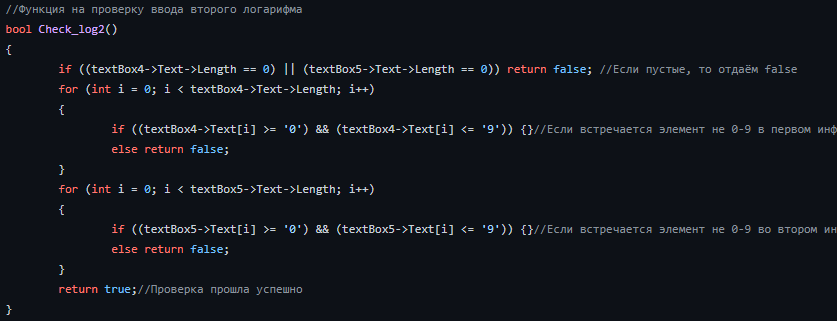 //Функция на проверку ввода второго логарифма
bool Check_log2()
{
if ((textBox4->Text->Length == 0) || (textBox5->Text->Length == 0)) return false; //Если пустые, то отдаём false
for (int i = 0; i < textBox4->Text->Length; i++)
{
if ((textBox4->Text[i] >= '0') && (textBox4->Text[i] <= '9')) {}//Если встречается элемент не 0-9 в первом инф
else return false;
}
for (int i = 0; i < textBox5->Text->Length; i++)
{
if ((textBox5->Text[i] >= '0') && (textBox5->Text[i] <= '9')) {}//Если встречается элемент не 0-9 во втором ин
else return false;
}
return true;//Проверка прошла успешно
}